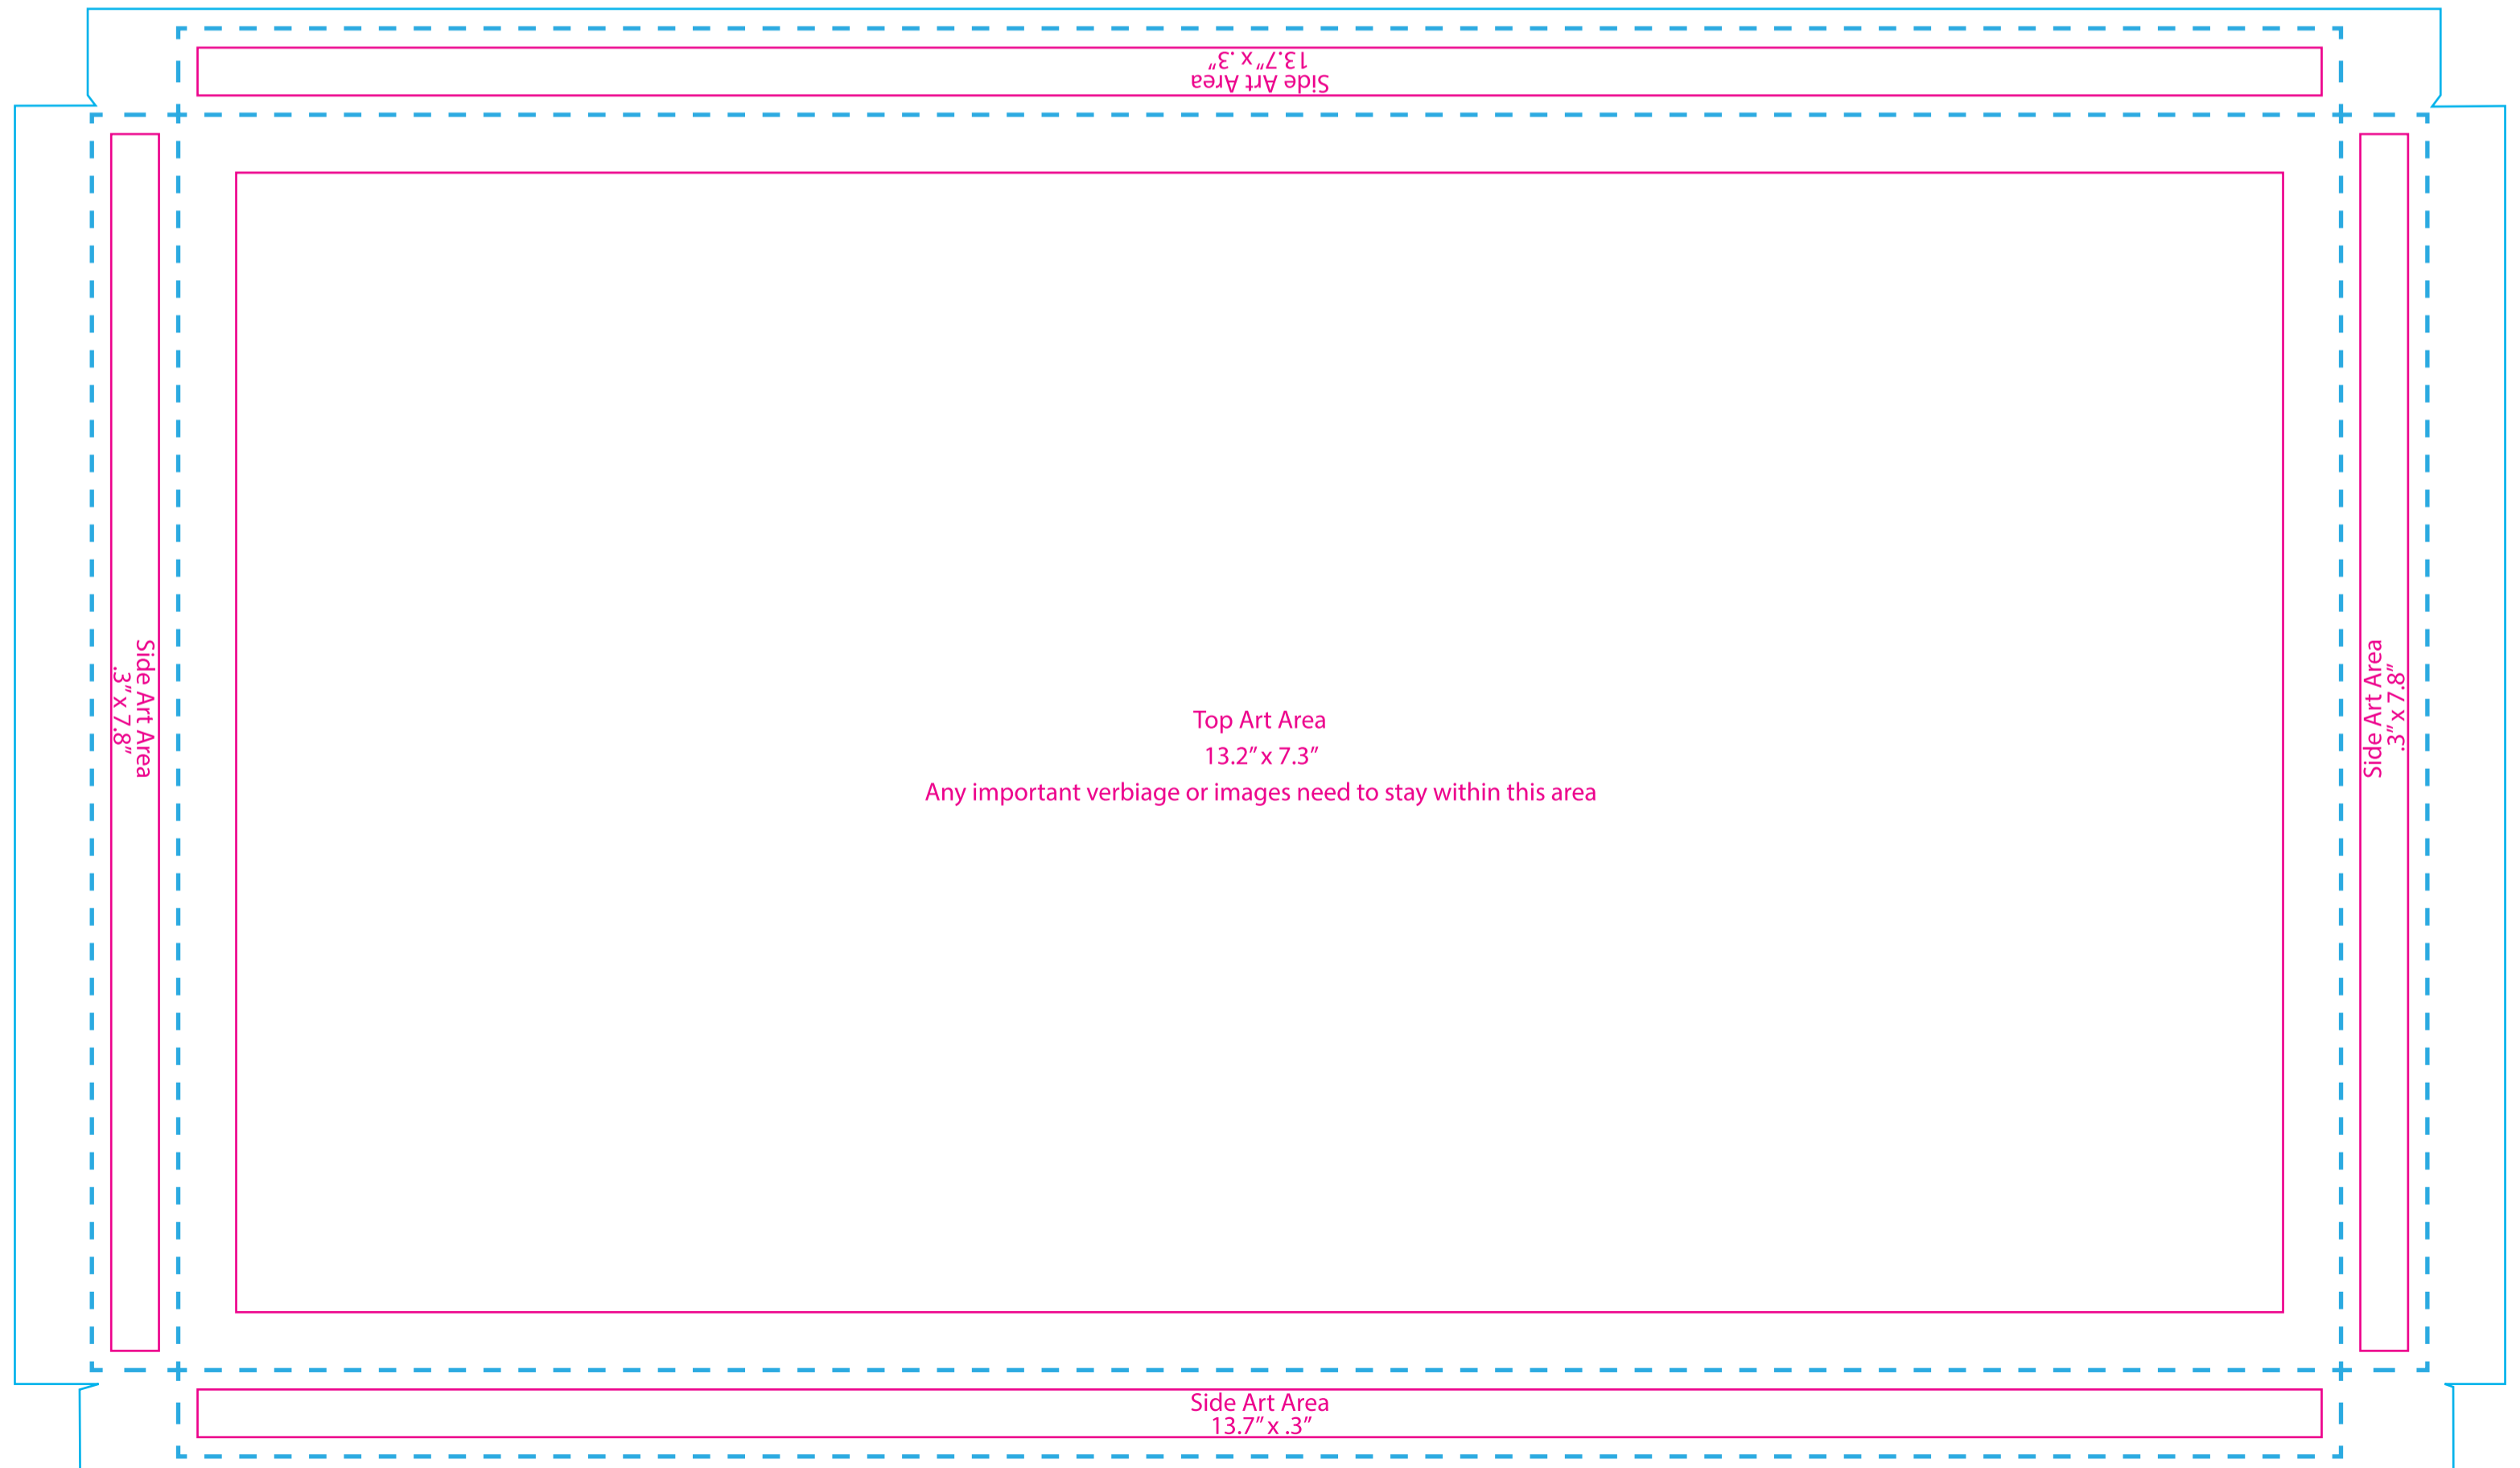 13.7” x .3”
Side Art Area
Side Art Area
.3” x 7.8”
Top Art Area
13.2” x 7.3”
Any important verbiage or images need to stay within this area
Side Art Area
.3” x 7.8”
Side Art Area
13.7” x .3”